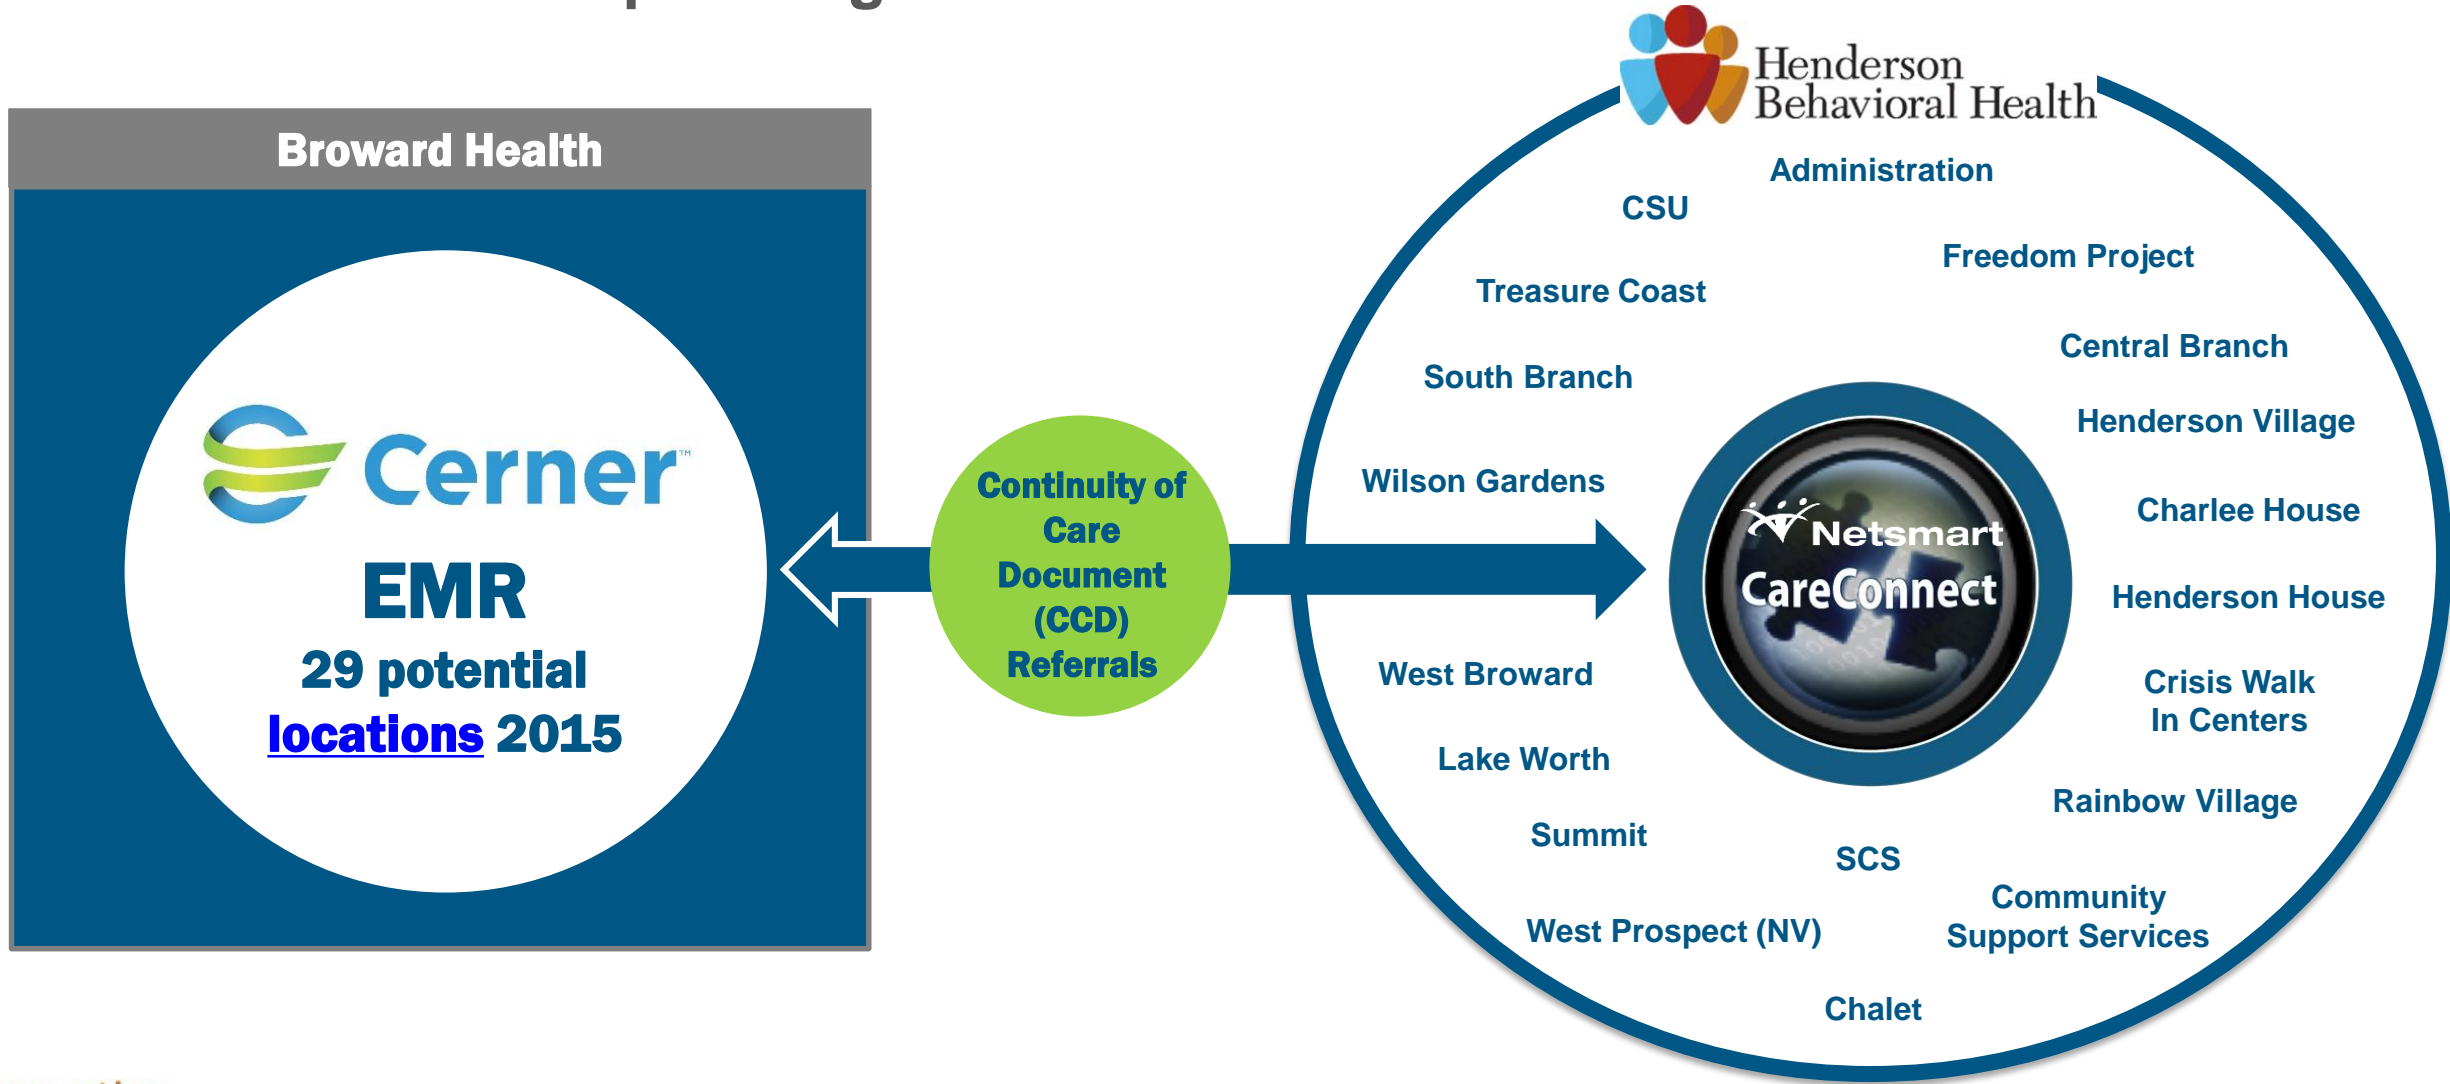 Broward Health
Cerner™
EMR
29 potential
locations 2015
Continuity of
Care
Document
(CCD)
Referrals
Henderson
Behavioral Health
Administration
CSU
Freedom Project
Treasure Coast
Central Branch
South Branch
Henderson Village
Wilson Gardens
Charlee House
Netsmart
CareConnect
Henderson House
West Broward
Crisis Walk
In Centers
Lake Worth
Rainbow Village
Summit
SCS
Community
Support Services
West Prospect (NV)
Chalet